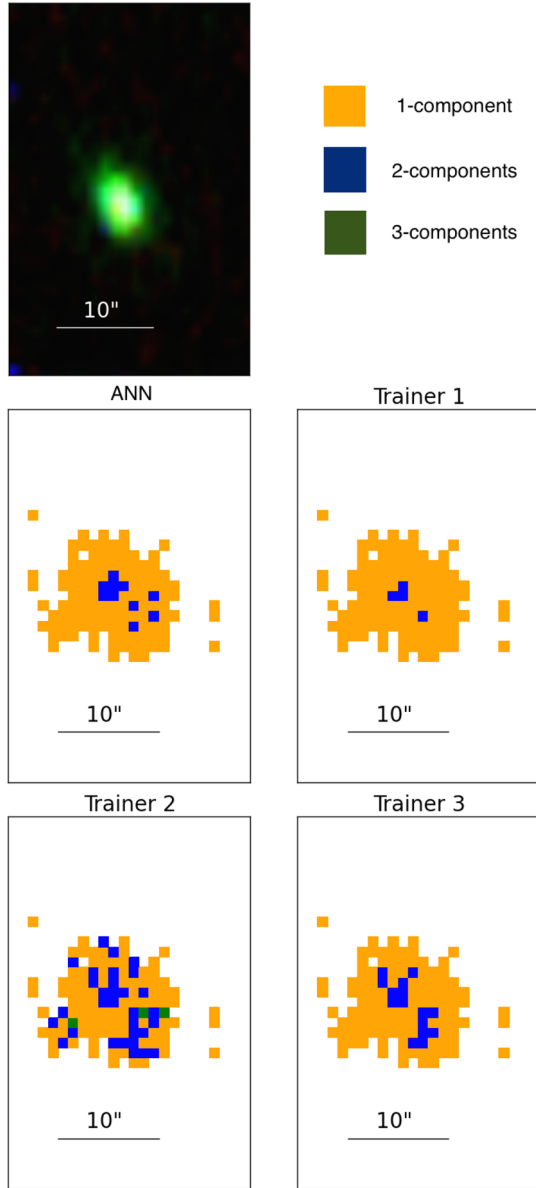 1-component
2-components
3-components
10"
ANN
Trainer 1
10"
10"
Trainer 2
Trainer 3
10"
10"